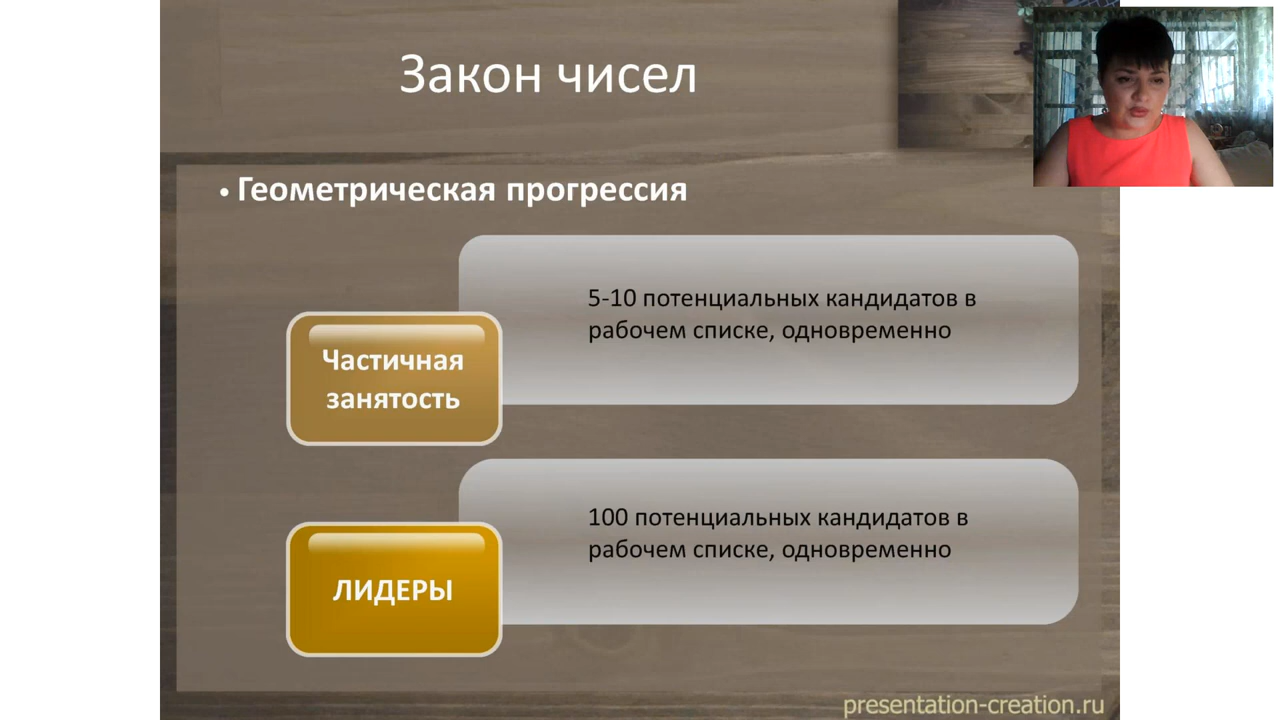 Закон чисел
• Геометрическая прогрессия
5-10 потенциальных кандидатов в
рабочем списке, одновременно
Частичная
занятость
100 потенциальных кандидатов в
рабочем списке, одновременно
ЛИДЕРЫ
presentation-creation.ru